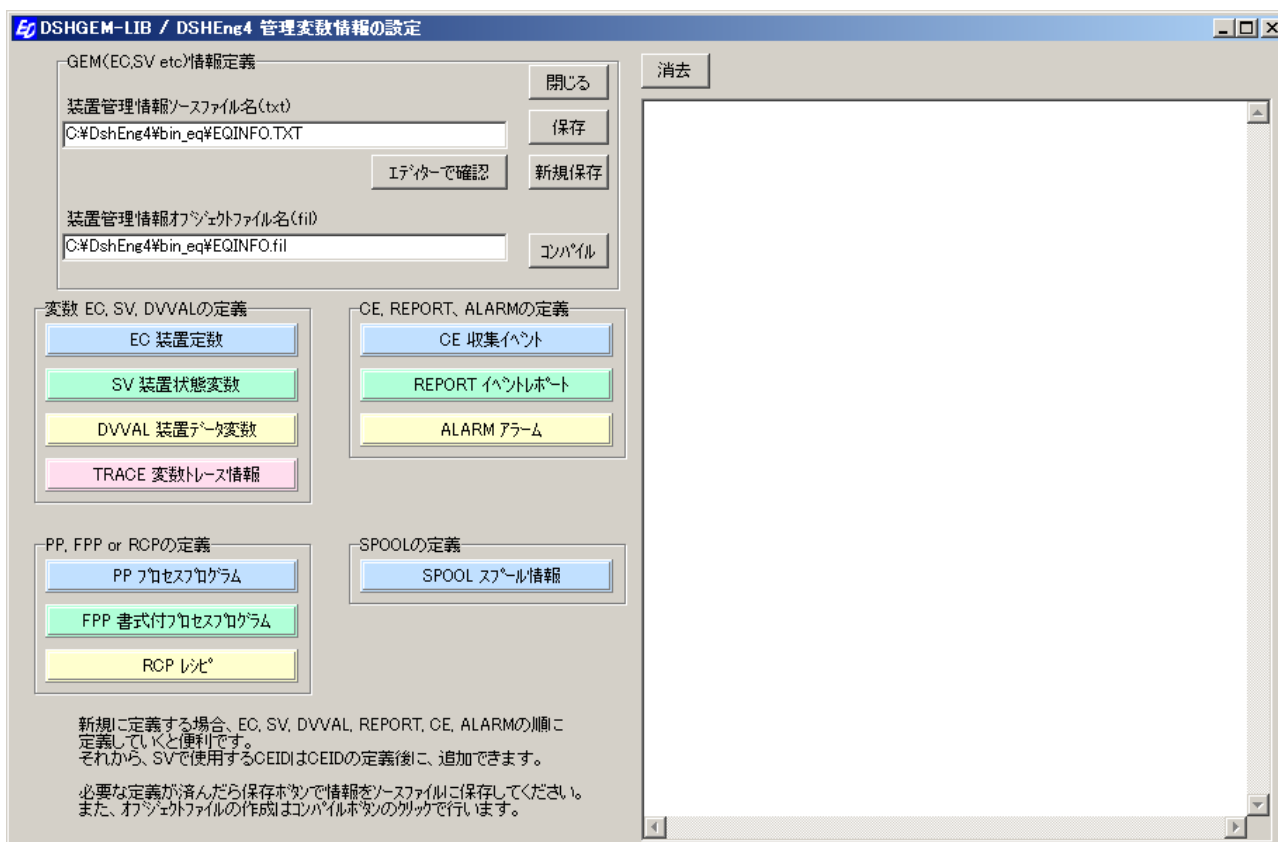 DSHGEM-LIB / DSHEng4 管理変数情報の設定
GEM(EC,SV etc)情報定義
閉じる
消去
装置管理情報ソースファイル名(txt)
C:¥DshEng4¥bin_eq¥EQINFO.TXT
保存
エディターで確認
新規保存
装置管理情報オブジェクトファイル名(fil)
C:¥DshEng4¥bin_eq¥EQINFO.fil
コンパイル
変数 EC, SV, DVVALの定義
EC 装置定数
SV 装置状態変数
DVVAL 装置データ変数
TRACE 変数トレース情報
CE, REPORT、ALARMの定義
CE 収集イベント
REPORT イベントレポート
ALARM アラーム
PP, FPP or RCPの定義
PP プロセスプログラム
FPP 書式付プロセスプログラム
RCP レシピ
SPOOLの定義
SPOOL スプール情報
新規に定義する場合、EC, SV, DVVAL, REPORT, CE, ALARMの順に
定義していくと便利です。
それから、SVで使用するCEIDはCEIDの定義後に、追加できます。
必要な定義が済んだら保存ボタンで情報をソースファイルに保存してください。
また、オブジェクトファイルの作成はコンパイルボタンのクリックで行います。